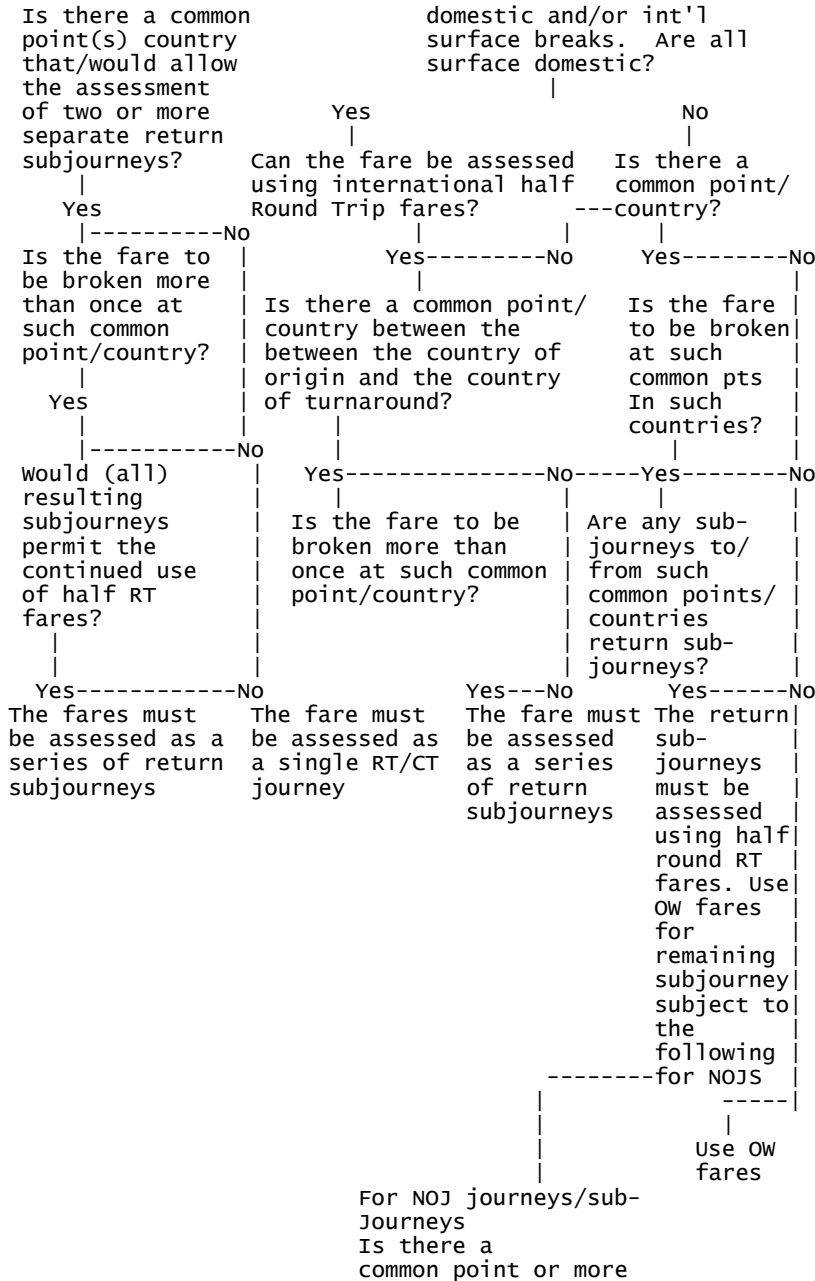 Is there a common domestic and/or int'l
point(s) country surface breaks. Are all
that/would allow surface domestic?
the assessment |
of two or more Yes No
separate return | |
subjourneys? Can the fare be assessed Is there a
| using international half common point/
Yes Round Trip fares? ---country?
|----------No | | |
Is the fare to | Yes---------No Yes--------No
be broken more | | |
than once at | Is there a common point/ Is the fare |
such common | country between the to be broken|
point/country? | between the country of at such |
| | origin and the country common pts |
Yes | of turnaround? In such |
| | | countries? |
|-----------No | | |
Would (all) | Yes---------------No-----Yes--------No
resulting | | | | |
subjourneys | Is the fare to be | Are any sub- |
permit the | broken more than | journeys to/ |
continued use | once at such common | from such |
of half RT | point/country? | common points/ |
fares? | | countries |
| | | return sub- |
| | | journeys? |
Yes------------No Yes---No Yes------No
The fares must The fare must The fare must The return|
be assessed as a be assessed as be assessed sub- |
series of return a single RT/CT as a series journeys |
subjourneys journey of return must be |
subjourneys assessed |
using half|
round RT |
fares. Use|
OW fares |
for |
remaining |
subjourney|
subject to|
the |
following |
--------for NOJS |
| -----|
| |
| Use OW
| fares
For NOJ journeys/sub-
Journeys
Is there a
common point or more